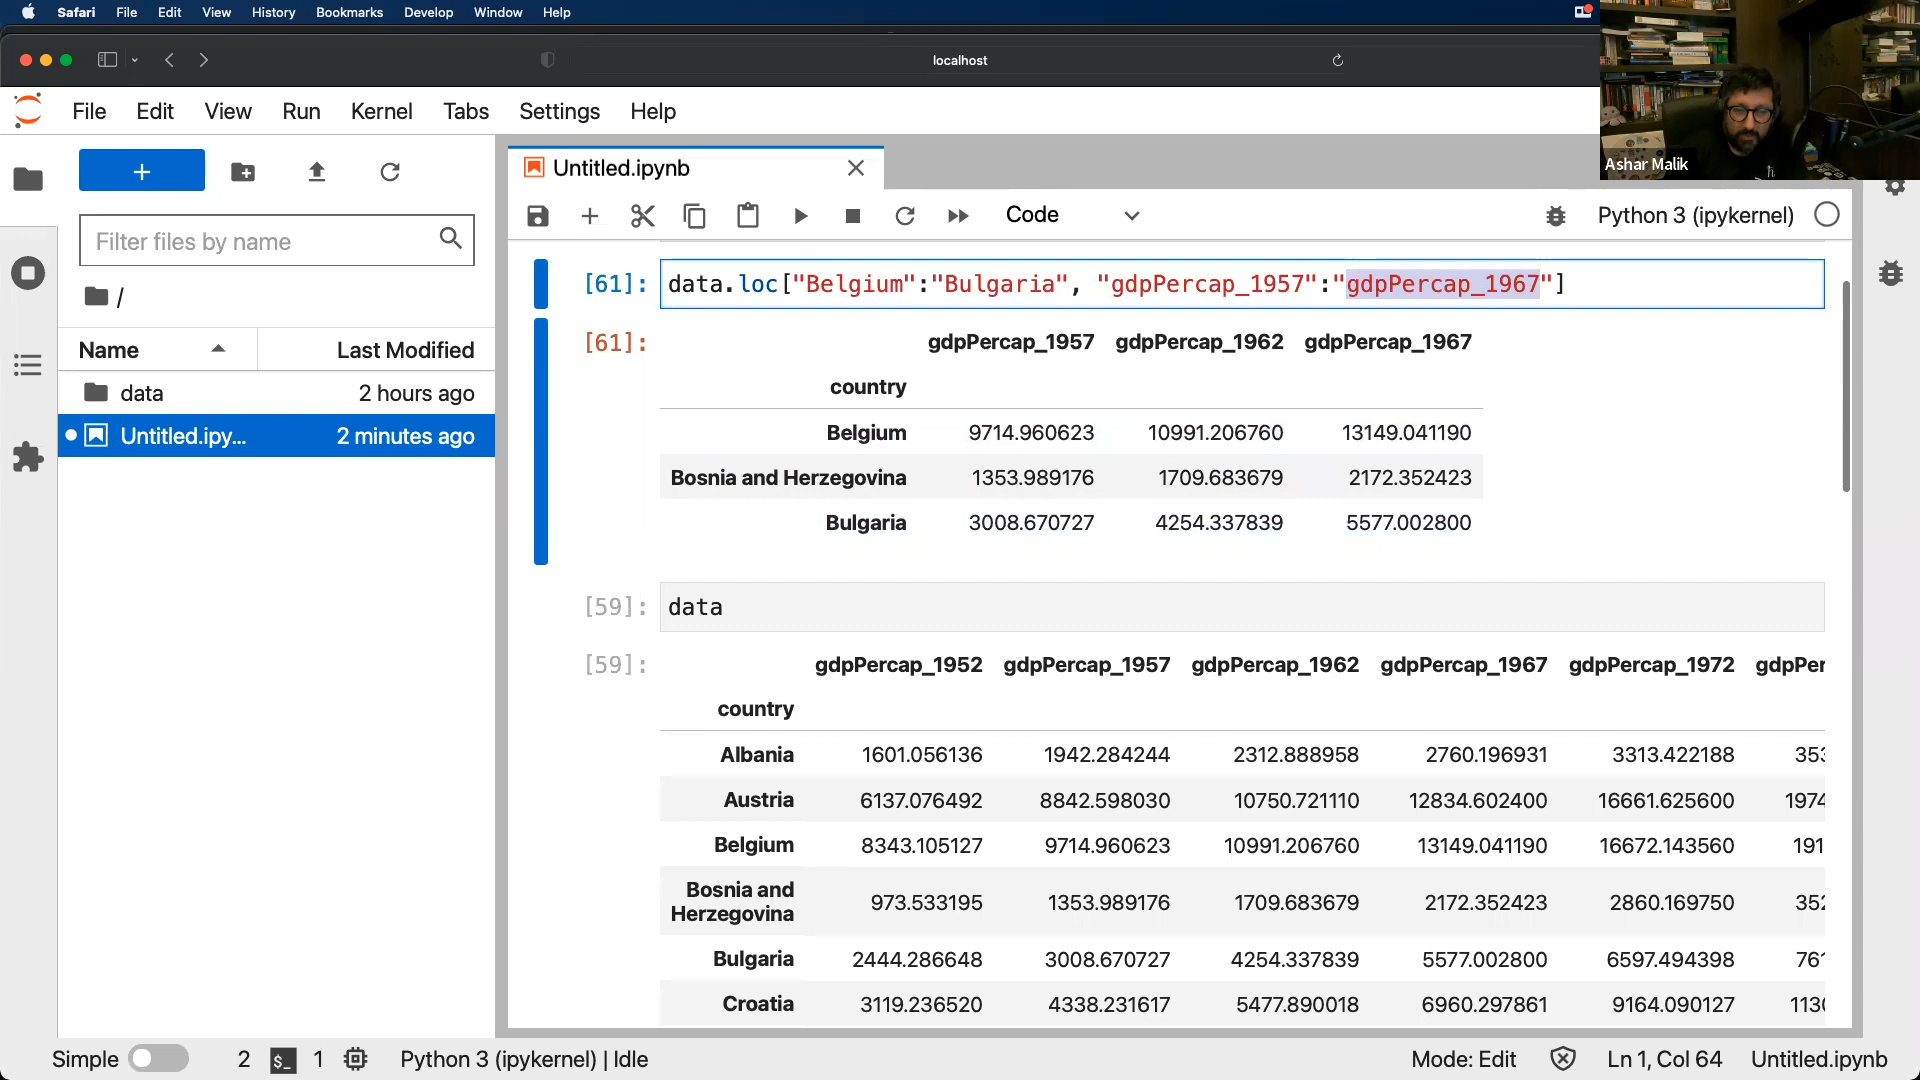 Safari File Edit View History Bookmarks Develop Window Help
localhost
File Edit View Run Kernel Tabs Settings Help
Ashar Malik
Untitled.ipynb
Code
Python 3 (ipykernel)
Filter files by name
/
Name Last Modified
data 2 hours ago
Untitled.ipy... 2 minutes ago
[61]: data.loc["Belgium":"Bulgaria", "gdpPercap_1957":"gdpPercap_1967"]
[61]: gdpPercap_1957 gdpPercap_1962 gdpPercap_1967
country
Belgium 9714.960623 10991.206760 13149.041190
Bosnia and Herzegovina 1353.989176 1709.683679 2172.352423
Bulgaria 3008.670727 4254.337839 5577.002800
[59]: data
[59]: gdpPercap_1952 gdpPercap_1957 gdpPercap_1962 gdpPercap_1967 gdpPercap_1972 gdpPer
country
Albania 1601.056136 1942.284244 2312.888958 2760.196931 3313.422188 353
Austria 6137.076492 8842.598030 10750.721110 12834.602400 16661.625600 1974
Belgium 8343.105127 9714.960623 10991.206760 13149.041190 16672.143560 191
Bosnia and
Herzegovina 973.533195 1353.989176 1709.683679 2172.352423 2860.169750 352
Bulgaria 2444.286648 3008.670727 4254.337839 5577.002800 6597.494398 761
Croatia 3119.236520 4338.231617 5477.890018 6960.297861 9164.090127 1130
Simple 2 $_ 1 Python 3 (ipykernel) | Idle Mode: Edit Ln 1, Col 64 Untitled.ipynb